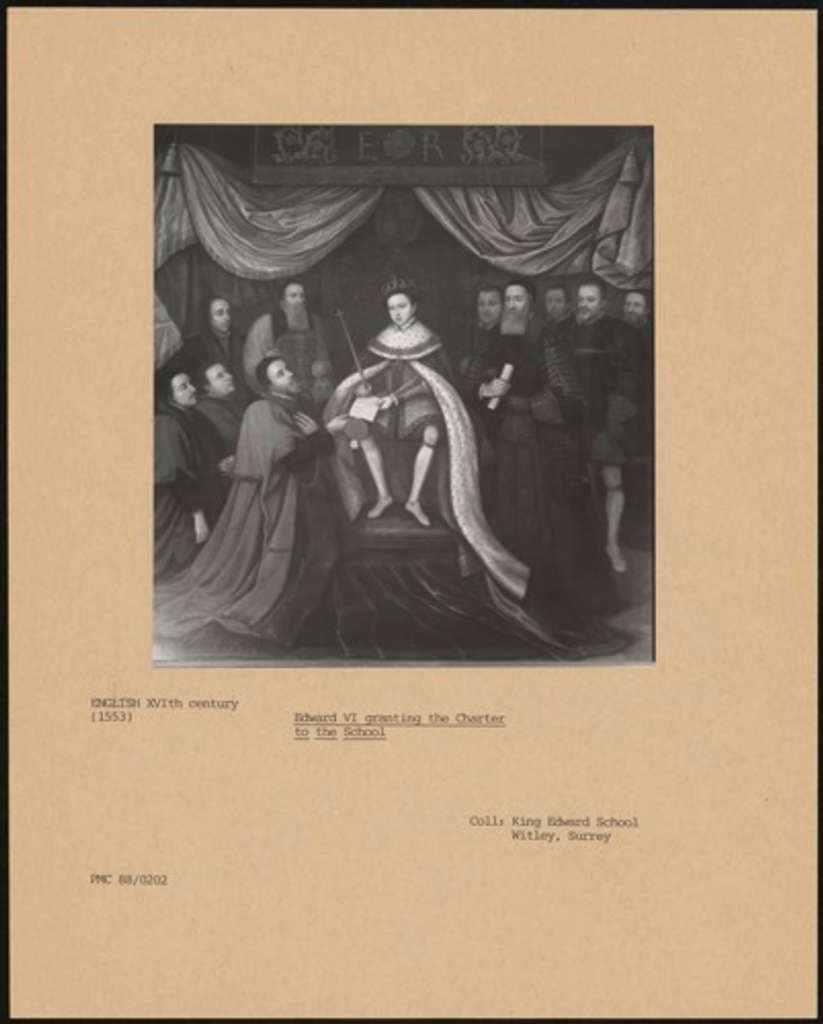 E R
ENGLISH XVIth century
(1553)
Edward VI granting the Charter
to the School
Coll: King Edward School
Witley, Surrey
PMC 88/0202